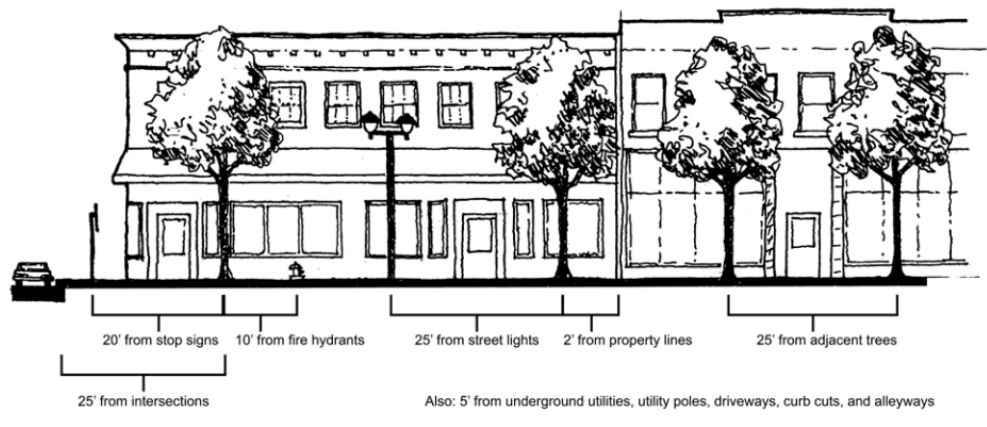 20’ from stop signs
10’ from fire hydrants
25’ from street lights
2’ from property lines
25’ from adjacent trees
25’ from intersections
Also: 5’ from underground utilities, utility poles, driveways, curb cuts, and alleyways